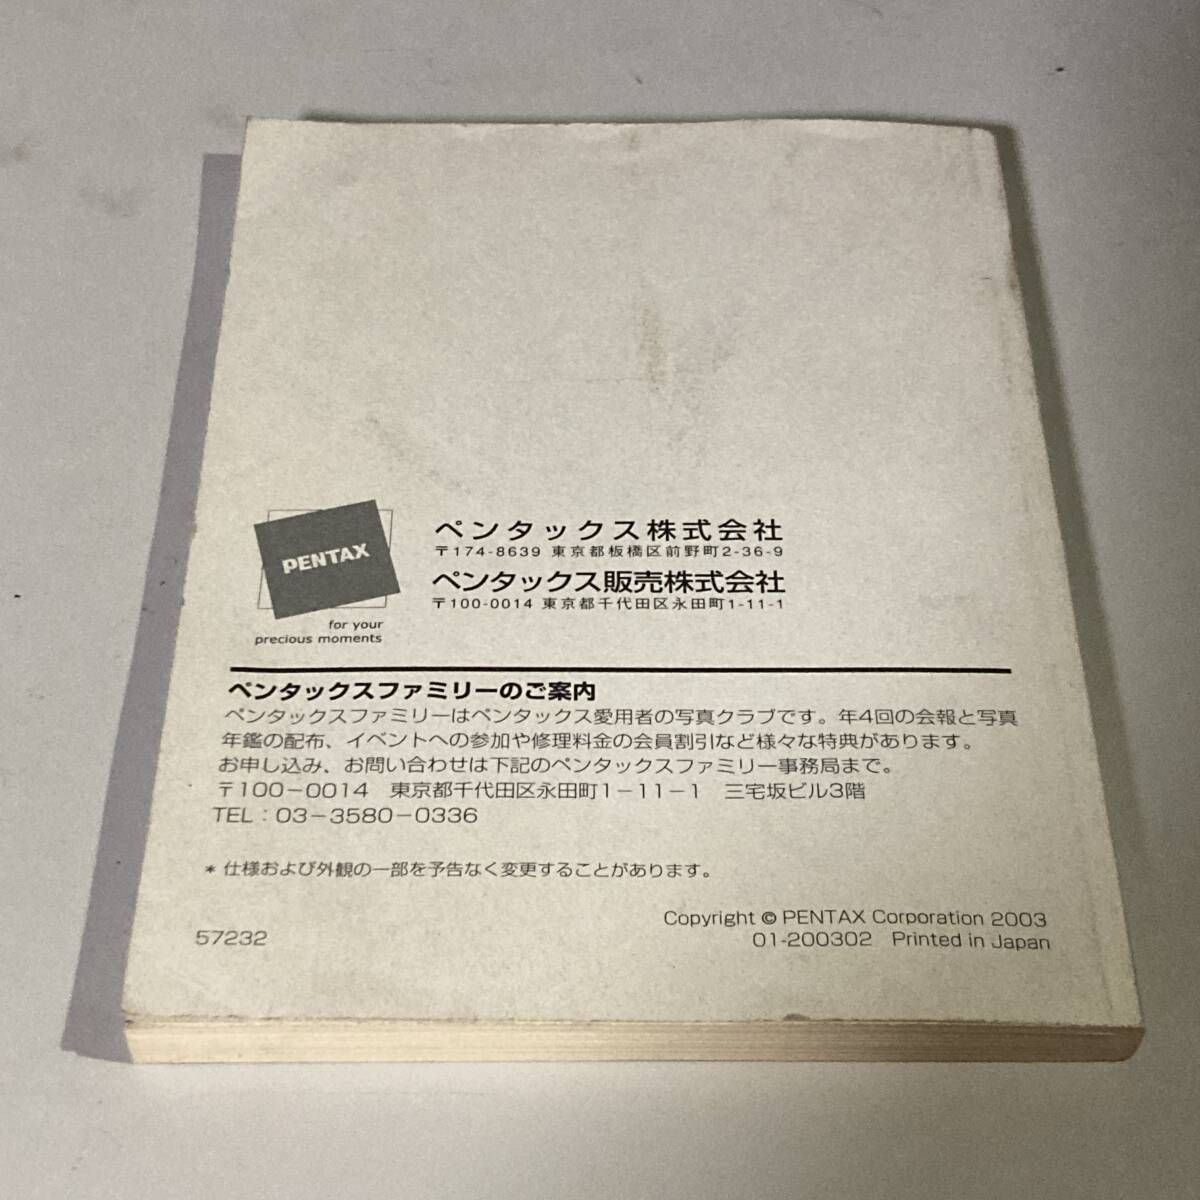 PENTAX
for your
precious moments
ペンタックス株式会社
〒174-8639 東京都板橋区前野町2-36-9
ペンタックス販売株式会社
〒100-0014 東京都千代田区永田町1-11-1
ペンタックスファミリーのご案内
ペンタックスファミリーはペンタックス愛用者の写真クラブです。年4回の会報と写真
年鑑の配布、イベントへの参加や修理料金の会員割引など様々な特典があります。
お申し込み、お問い合わせは下記のペンタックスファミリー事務局まで。
〒100−0014　東京都千代田区永田町1−11−1　三宅坂ビル3階
TEL：03−3580−0336
* 仕様および外観の一部を予告なく変更することがあります。
Copyright © PENTAX Corporation 2003
57232
01-200302 Printed in Japan